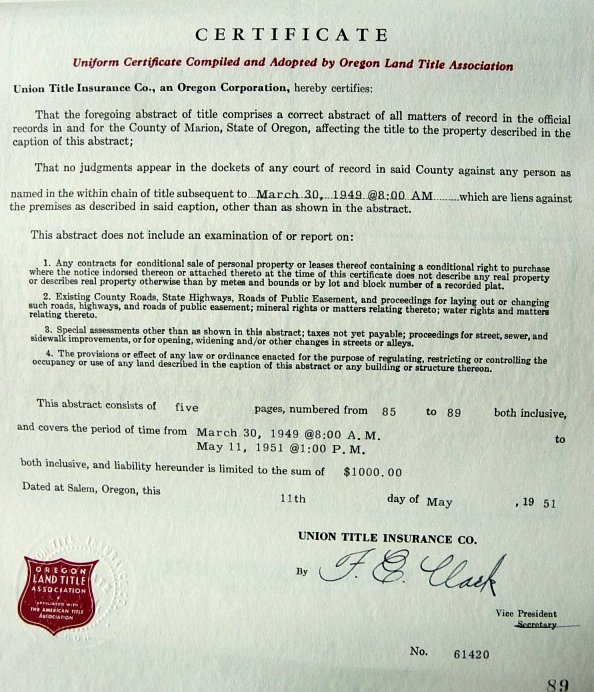 CERTIFICATE
Uniform Certificate Compiled and Adopted by Oregon Land Title Association
Union Title Insurance Co., an Oregon Corporation, hereby certifies:
That the foregoing abstract of title comprises a correct abstract of all matters of record in the official
records in and for the County of Marion, State of Oregon, affecting the title to the property described in the
caption of this abstract;
That no judgments appear in the dockets of any court of record in said County against any person as
named in the within chain of title subsequent to March 30, 1949 @8:00 AM which are liens against
the premises as described in said caption, other than as shown in the abstract.
This abstract does not include an examination of or report on:
1. Any contracts for conditional sale of personal property or leases thereof containing a conditional right to purchase
where the notice indorsed thereon or attached thereto at the time of this certificate does not describe any real property
or describes real property otherwise than by metes and bounds or by lot and block number of a recorded plat.
2. Existing County Roads, State Highways, Roads of Public Easement, and proceedings for laying out or changing
such roads, highways, and roads of public easement; mineral rights or matters relating thereto; water rights and matters
relating thereto.
3. Special assessments other than as shown in this abstract; taxes not yet payable; proceedings for street, sewer, and
sidewalk improvements, or for opening, widening and/or other changes in streets or alleys.
4. The provisions or effect of any law or ordinance enacted for the purpose of regulating, restricting or controlling the
occupancy or use of any land described in the caption of this abstract or any building or structure thereon.
This abstract consists of five pages, numbered from 85 to 89 both inclusive,
and covers the period of time from March 30, 1949 @8:00 A.M. to
May 11, 1951 @1:00 P.M.
both inclusive, and liability hereunder is limited to the sum of $1000.00
Dated at Salem, Oregon, this 11th day of May , 19 51
UNION TITLE INSURANCE CO.
By F. E. Clark
Vice President
Secretary
No. 61420
OREGON
LAND TITLE
ASSOCIATION
AFFILIATED WITH
THE AMERICAN TITLE
ASSOCIATION
89